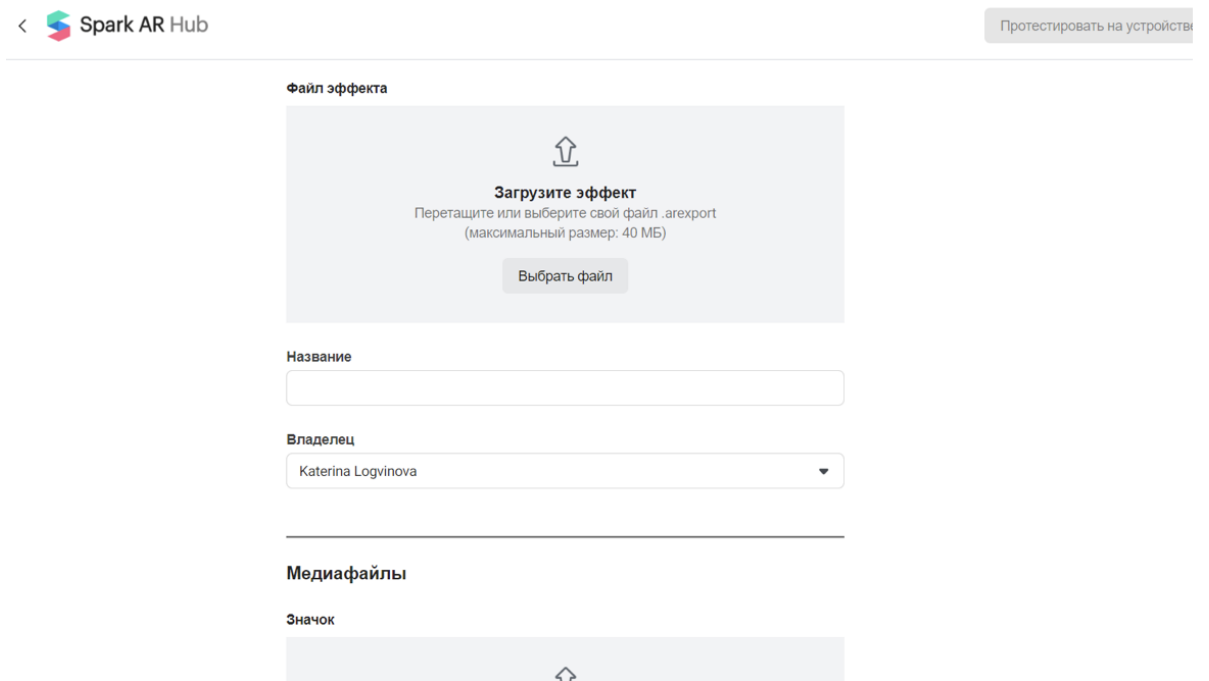 Spark AR Hub
Протестировать на устройстве
Файл эффекта
Загрузите эффект
Перетащите или выберите свой файл .arexport
(максимальный размер: 40 МБ)
Выбрать файл
Название
Владелец
Katerina Logvinova
Медиафайлы
Значок